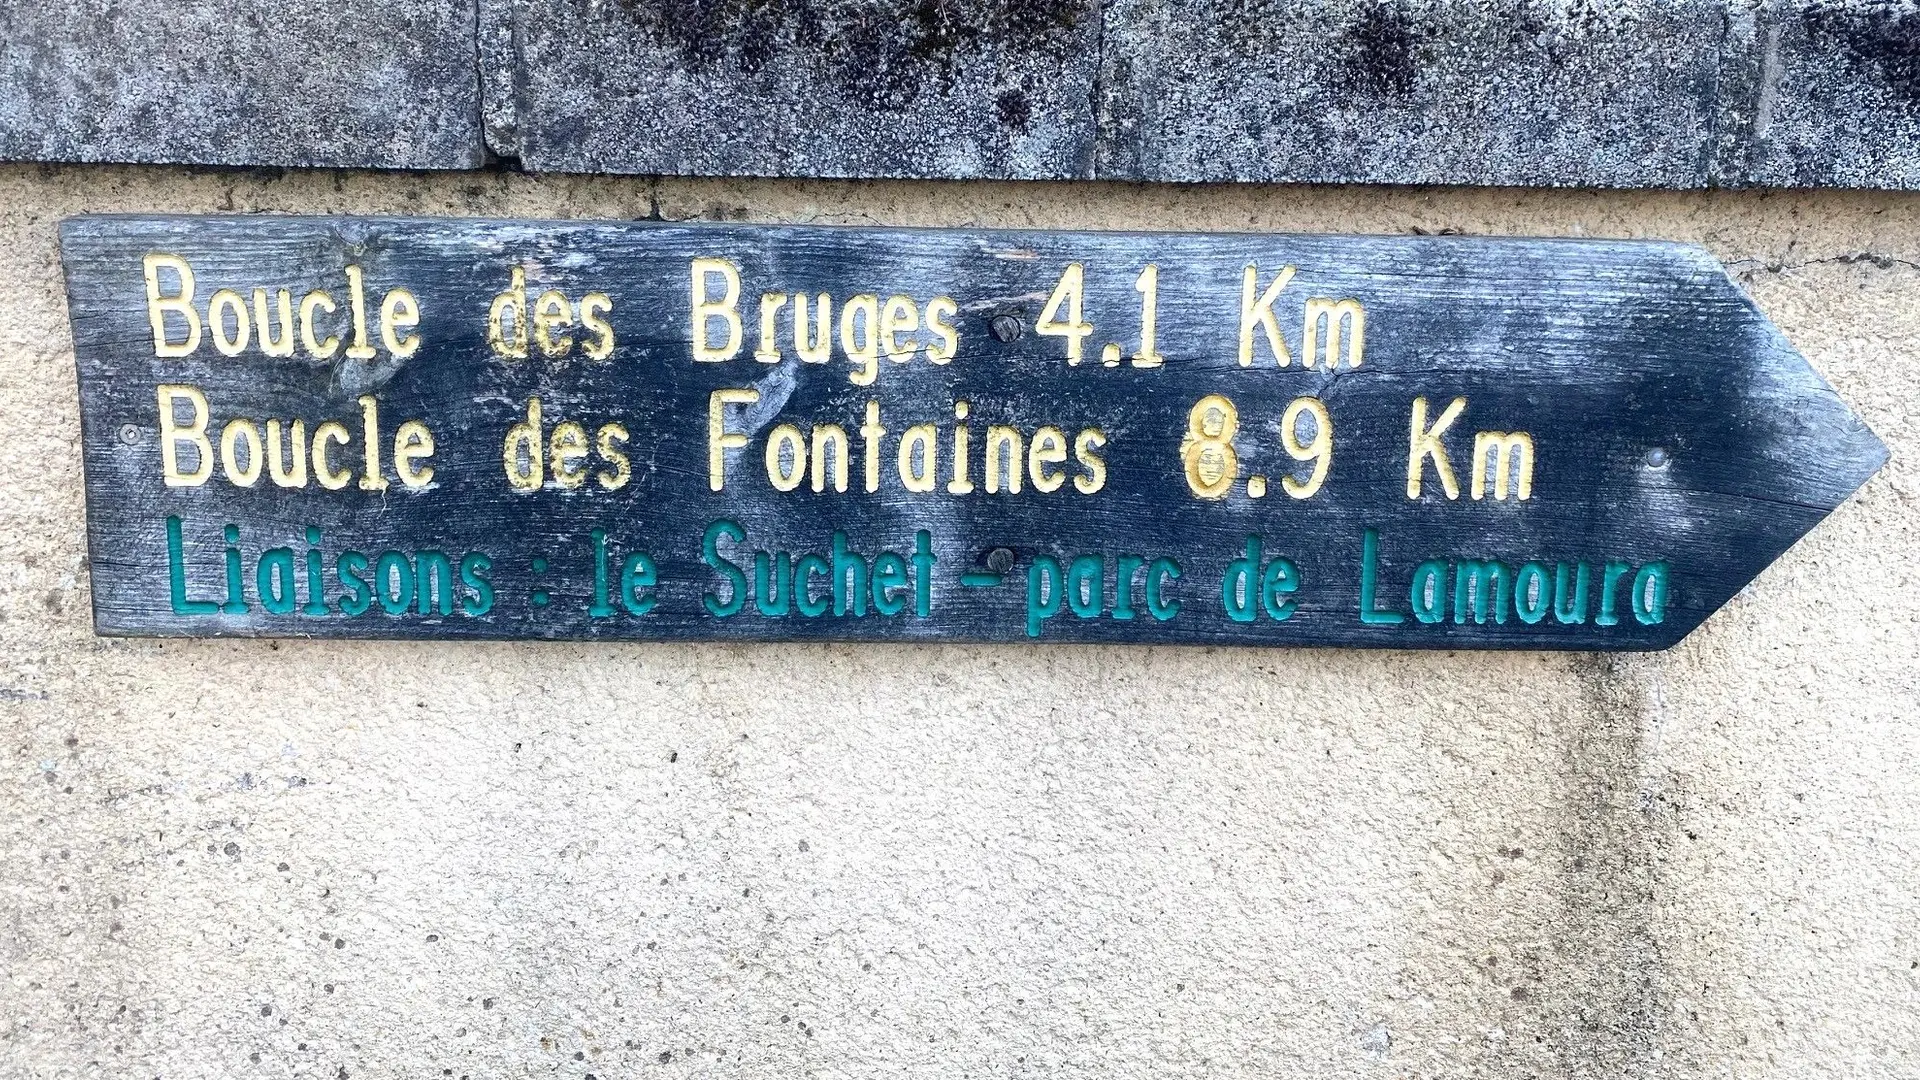 Boucle des Bruges 4.1 Km
Boucle des Fontaines 8.9 Km
Liaisons : le Suchet - parc de Lamoura